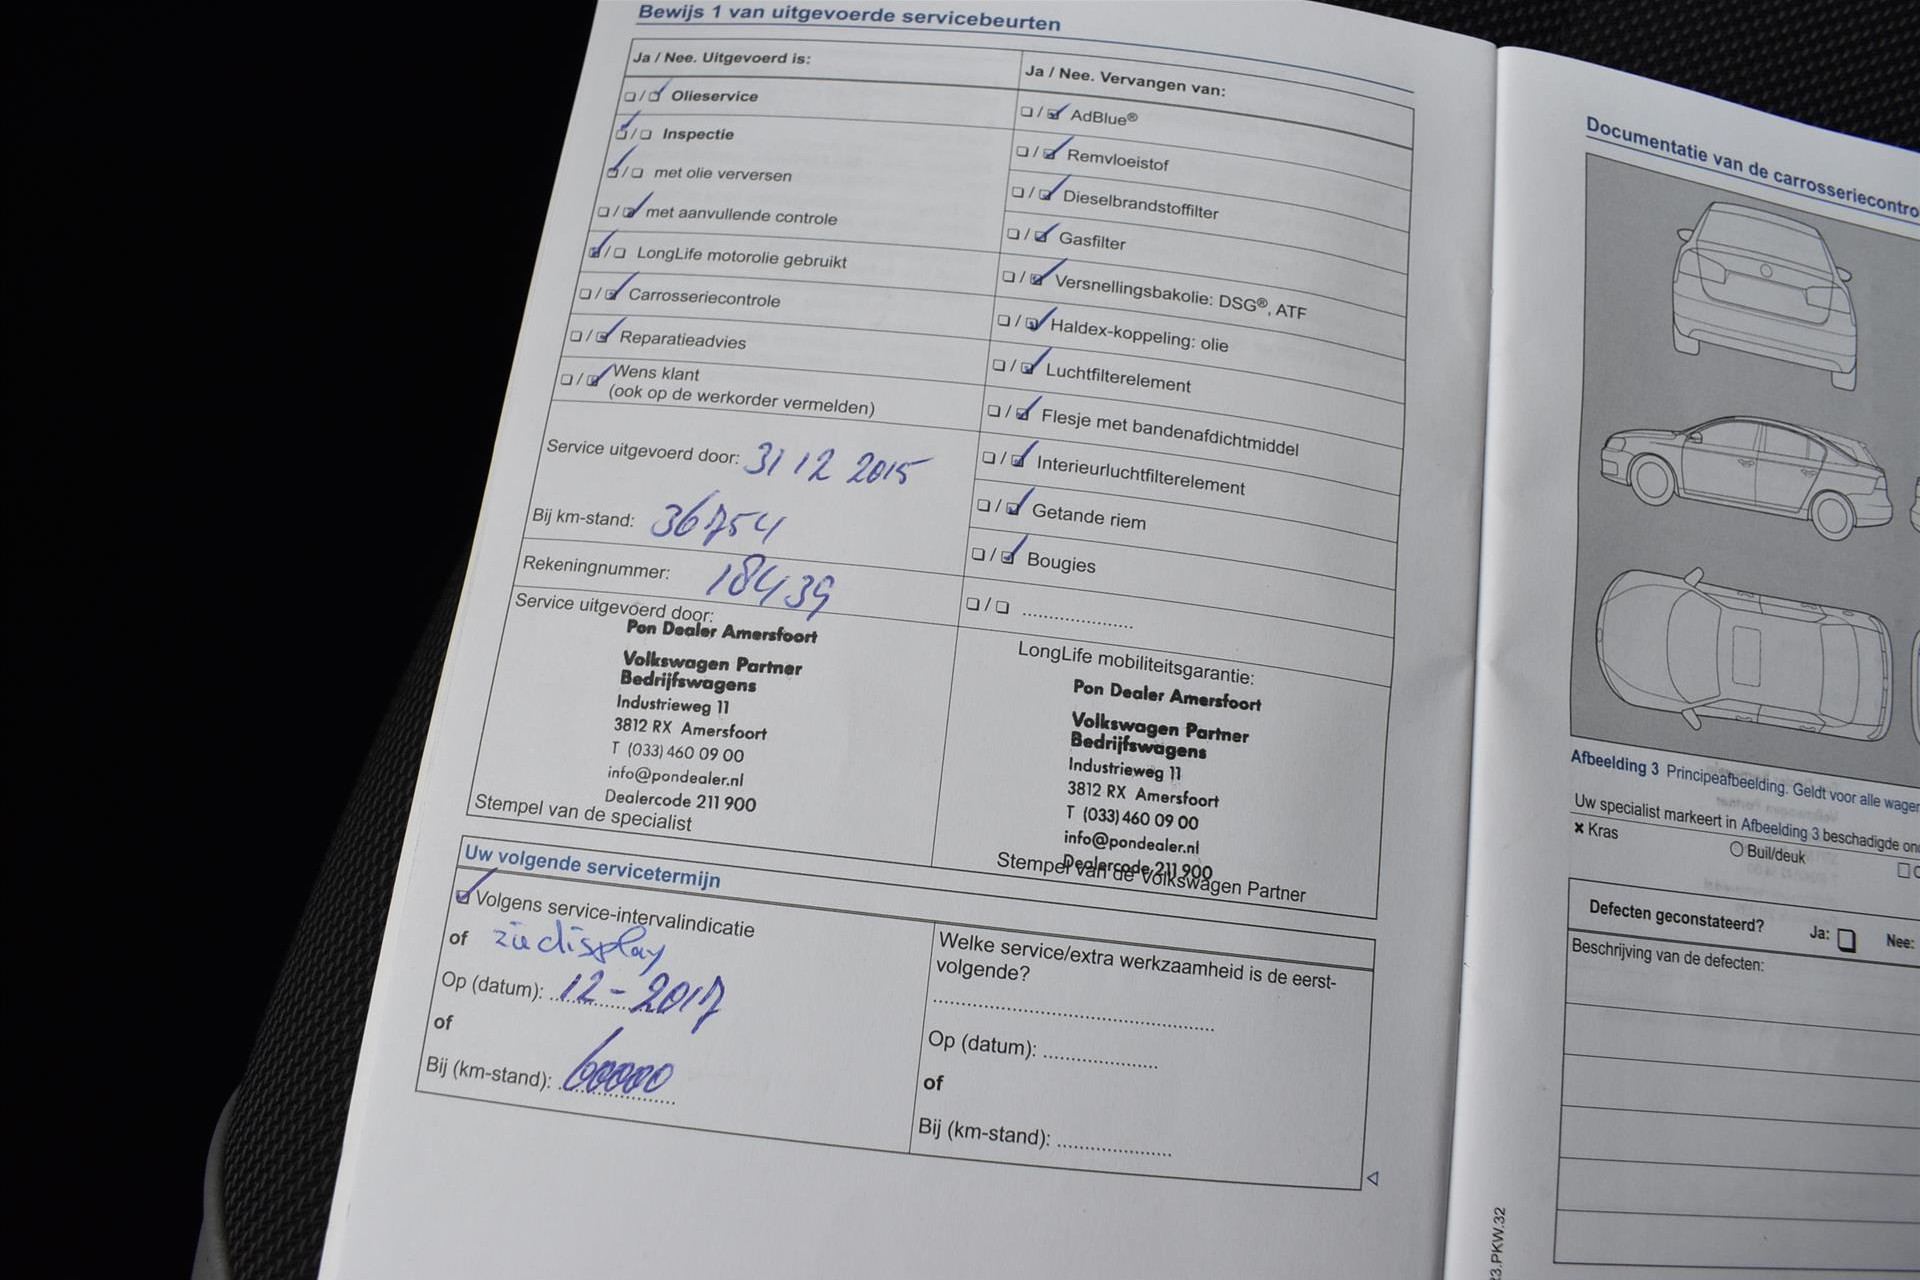 Bewijs 1 van uitgevoerde servicebeurten
Ja / Nee. Uitgevoerd is:
❏ / ❏ Olieservice
❏ / ❏ Inspectie
❏ / ❏ met olie verversen
❏ / ❏ met aanvullende controle
❏ / ❏ LongLife motorolie gebruikt
❏ / ❏ Carrosseriecontrole
❏ / ❏ Reparatieadvies
❏ / ❏ Wens klant
(ook op de werkorder vermelden)
Service uitgevoerd door: 31 12 2015
Bij km-stand: 36754
Rekeningnummer: 18439
Service uitgevoerd door:
Pon Dealer Amersfoort
Volkswagen Partner
Bedrijfswagens
Industrieweg 11
3812 RX Amersfoort
T (033) 460 09 00
info@pondealer.nl
Dealercode 211 900
Stempel van de specialist
Ja / Nee. Vervangen van:
❏ / ❏ AdBlue®
❏ / ❏ Remvloeistof
❏ / ❏ Dieselbrandstoffilter
❏ / ❏ Gasfilter
❏ / ❏ Versnellingsbakolie: DSG®, ATF
❏ / ❏ Haldex-koppeling: olie
❏ / ❏ Luchtfilterelement
❏ / ❏ Flesje met bandenafdichtmiddel
❏ / ❏ Interieurluchtfilterelement
❏ / ❏ Getande riem
❏ / ❏ Bougies
❏ / ❏ ....................
LongLife mobiliteitsgarantie:
Pon Dealer Amersfoort
Volkswagen Partner
Bedrijfswagens
Industrieweg 11
3812 RX Amersfoort
T (033) 460 09 00
info@pondealer.nl
Dealercode 211 900
Stempel van de Volkswagen Partner
Uw volgende servicetermijn
❏ Volgens service-intervalindicatie
of zie display
Op (datum): 12 - 2017
of
Bij (km-stand): 60000
Welke service/extra werkzaamheid is de eerst-
volgende?
Op (datum): ....................
of
Bij (km-stand): ....................
Documentatie van de carrosseriecontro
Afbeelding 3 Principeafbeelding. Geldt voor alle wager
Uw specialist markeert in Afbeelding 3 beschadigde on
× Kras
○ Buil/deuk
Defecten geconstateerd? Ja: ❏ Nee:
Beschrijving van de defecten:
3.PKW.32